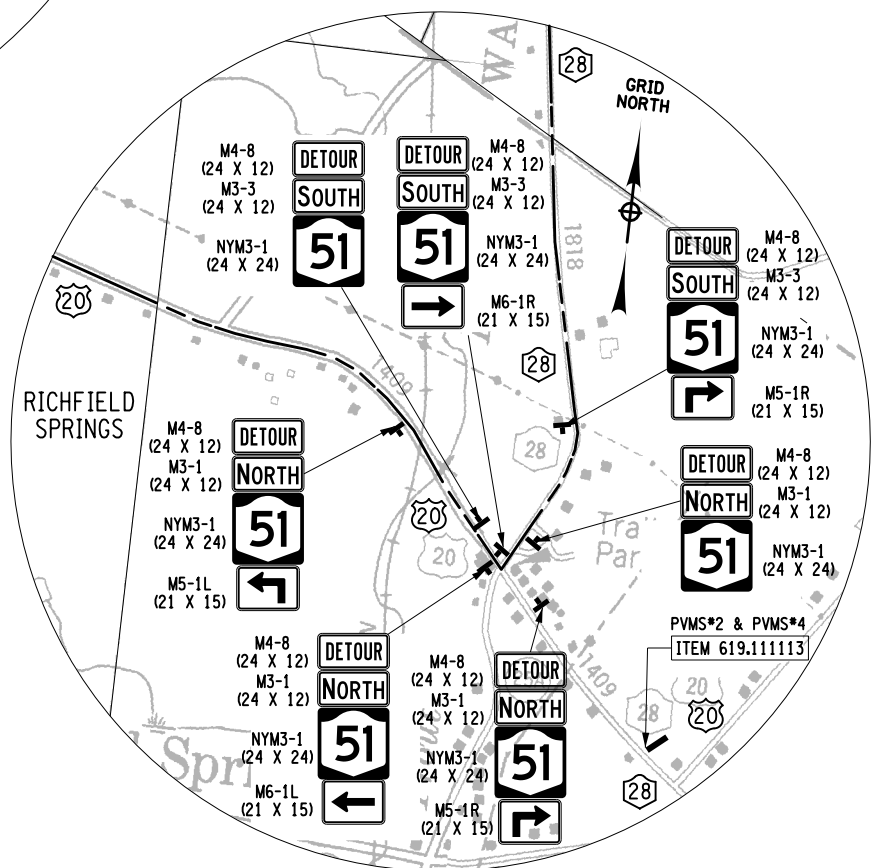 WA
28
GRID
NORTH
M4-8
(24 X 12)
M3-3
(24 X 12)
NYM3-1
(24 X 24)
DETOUR
SOUTH
51
DETOUR
SOUTH
51
M4-8
(24 X 12)
M3-3
(24 X 12)
NYM3-1
(24 X 24)
M6-1R
(21 X 15)
1818
DETOUR
SOUTH
51
M4-8
(24 X 12)
M3-3
(24 X 12)
NYM3-1
(24 X 24)
M5-1R
(21 X 15)
20
28
1409
RICHFIELD
SPRINGS
M4-8
(24 X 12)
M3-1
(24 X 12)
NYM3-1
(24 X 24)
M5-1L
(21 X 15)
DETOUR
NORTH
51
28
20
20
Tra
Par
DETOUR
NORTH
51
M4-8
(24 X 12)
M3-1
(24 X 12)
NYM3-1
(24 X 24)
PVMS#2 & PVMS#4
ITEM 619.111113
M4-8
(24 X 12)
M3-1
(24 X 12)
NYM3-1
(24 X 24)
M6-1L
(21 X 15)
DETOUR
NORTH
51
M4-8
(24 X 12)
M3-1
(24 X 12)
NYM3-1
(24 X 24)
M5-1R
(21 X 15)
DETOUR
NORTH
51
1409
20
28
20
28
Spri